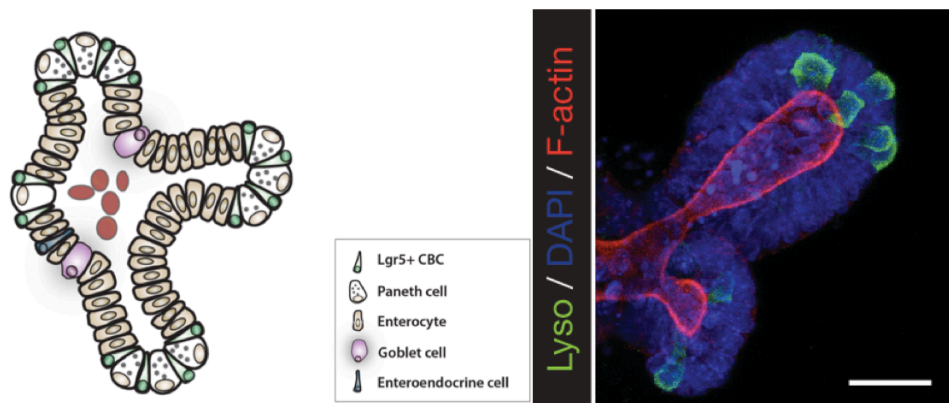 Lgr5+ CBC
Paneth cell
Enterocyte
Goblet cell
Enteroendocrine cell
Lyso / DAPI / F-actin